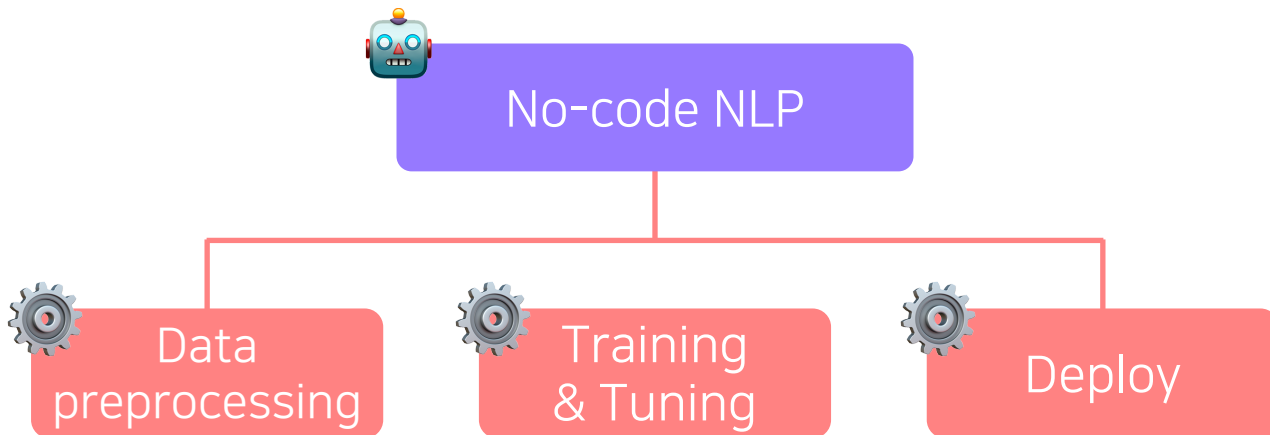 No-code NLP
Data
preprocessing
Training
& Tuning
Deploy